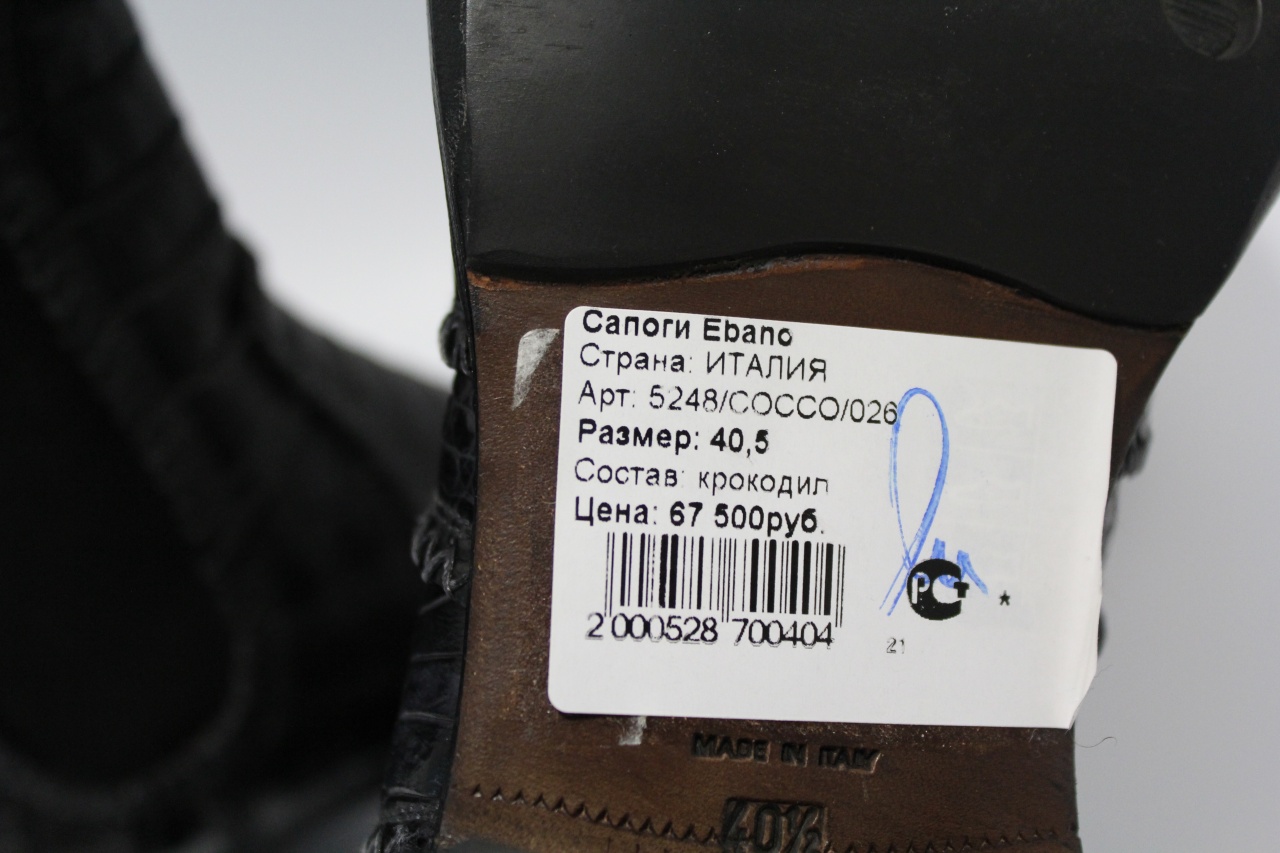 Сапоги Ebano
Страна: ИТАЛИЯ
Арт: 5248/COCCO/026
Размер: 40,5
Состав: крокодил
Цена: 67 500руб.
2 000528 700404
РСТ *
21
MADE IN ITALY
40½